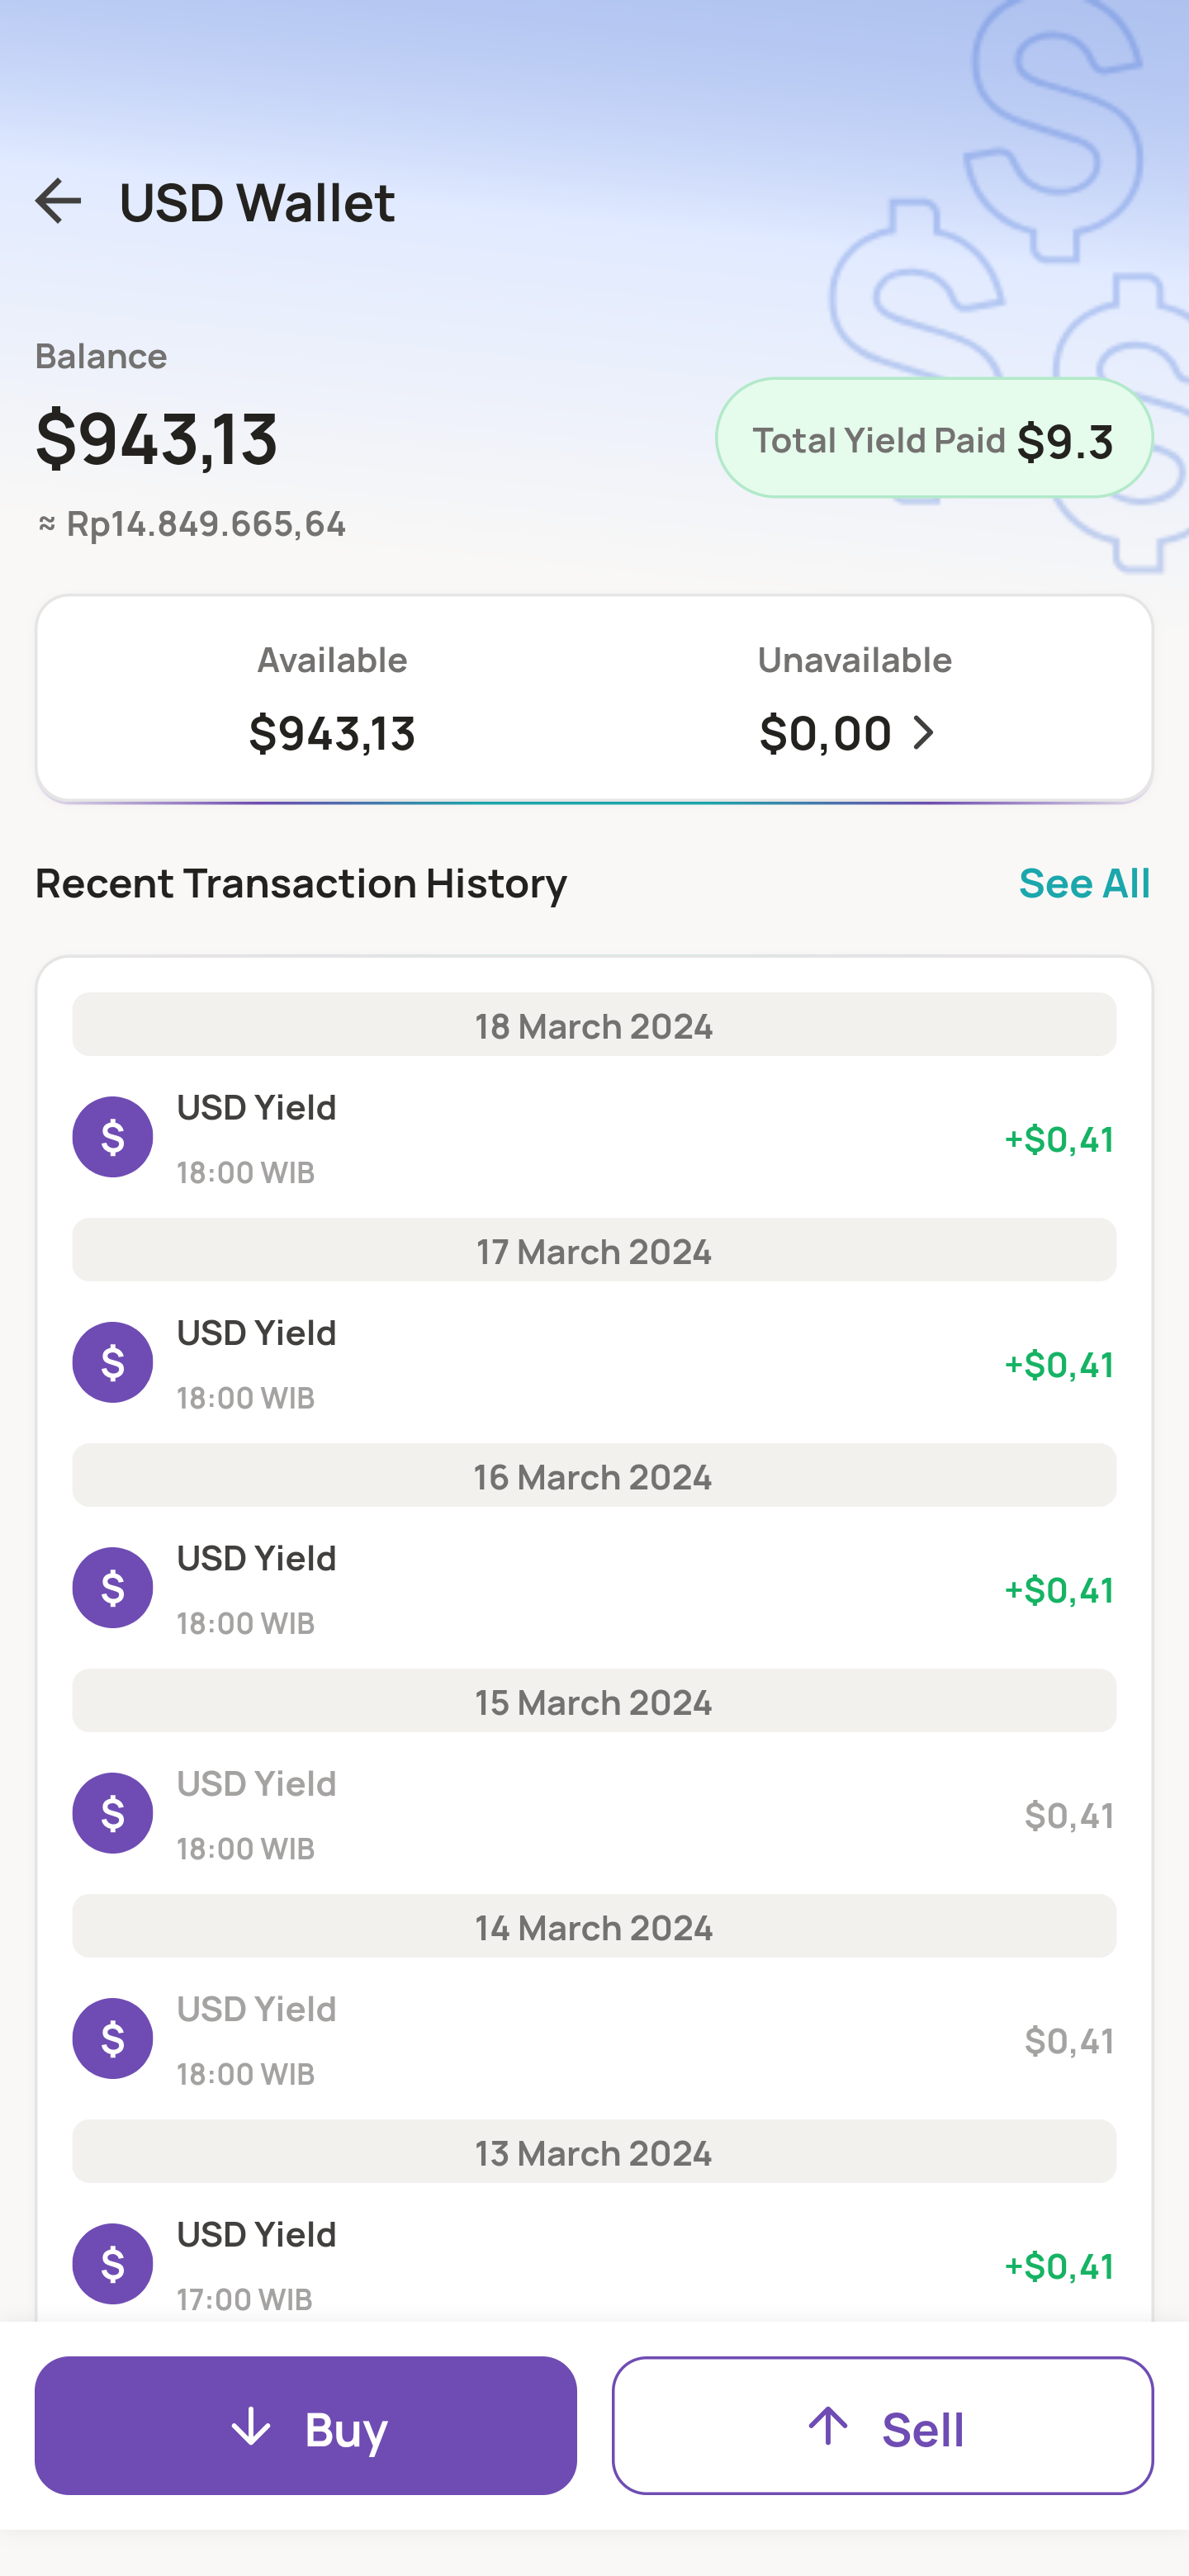 USD Wallet
Balance
$943,13
Total Yield Paid $9.3
≈ Rp14.849.665,64
Available
Unavailable
$943,13
$0,00
Recent Transaction History
See All
18 March 2024
USD Yield
+$0,41
18:00 WIB
17 March 2024
USD Yield
+$0,41
18:00 WIB
16 March 2024
USD Yield
+$0,41
18:00 WIB
15 March 2024
USD Yield
$0,41
18:00 WIB
14 March 2024
USD Yield
$0,41
18:00 WIB
13 March 2024
USD Yield
+$0,41
17:00 WIB
Buy
Sell